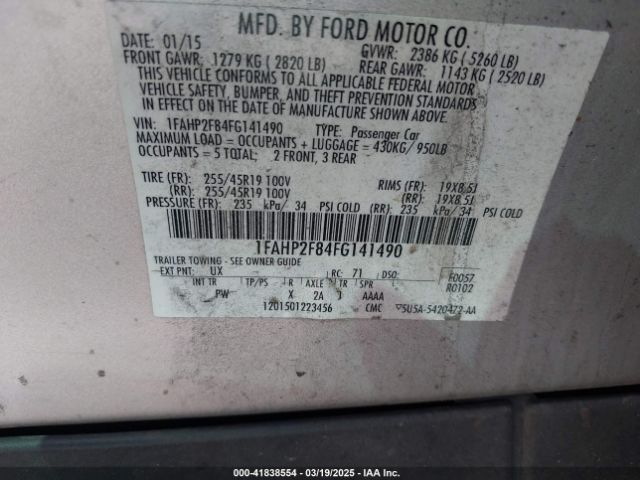 MFD. BY FORD MOTOR CO.
DATE: 01/15 GVWR: 2386 KG ( 5260 LB)
FRONT GAWR: 1279 KG ( 2820 LB) REAR GAWR: 1143 KG ( 2520 LB)
THIS VEHICLE CONFORMS TO ALL APPLICABLE FEDERAL MOTOR
VEHICLE SAFETY, BUMPER, AND THEFT PREVENTION STANDARDS
IN EFFECT ON THE DATE OF MANUFACTURE SHOWN ABOVE.
VIN: 1FAHP2F84FG141490 TYPE: Passenger Car
MAXIMUM LOAD = OCCUPANTS + LUGGAGE = 430KG/ 950LB
OCCUPANTS = 5 TOTAL; 2 FRONT, 3 REAR
TIRE (FR): 255/45R19 100V RIMS (FR): 19X8.5J
(RR): 255/45R19 100V (RR): 19X8.5J
PRESSURE (FR): 235 kPa/ 34 PSI COLD (RR): 235 kPa/ 34 PSI COLD
1FAHP2F84FG141490
TRAILER TOWING - SEE OWNER GUIDE
EXT PNT: UX RC: 71 DSO: F0057
INT TR TP/PS R AXLE TR SPR R0102
PW X 2A AAAA
1201501223456 CMC 5U5A-5420472-AA
000-41838554 | 03/19/2025 - IAA Inc.